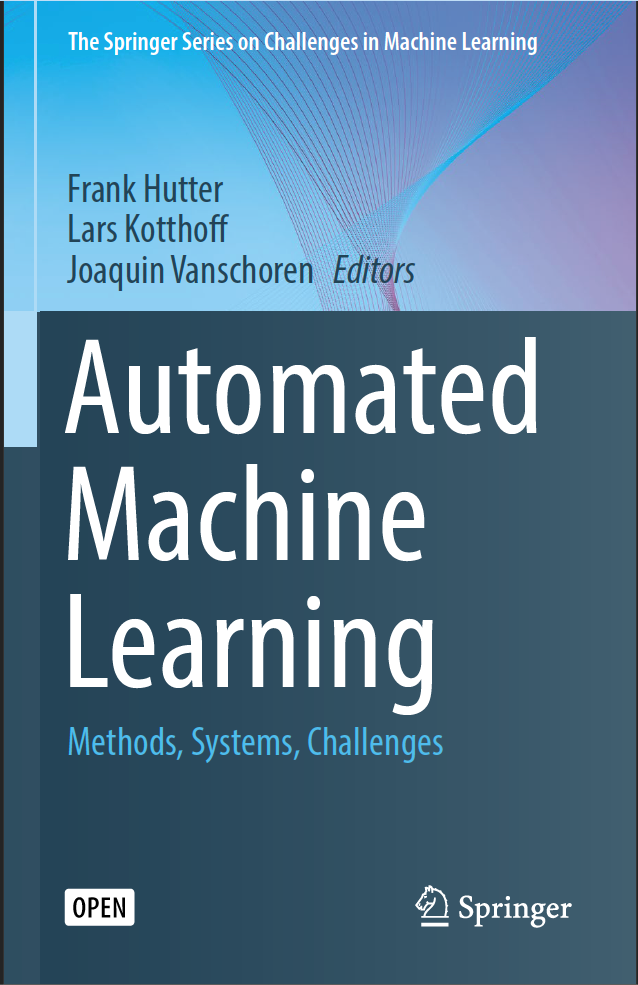 The Springer Series on Challenges in Machine Learning
Frank Hutter
Lars Kotthoff
Joaquin Vanschoren Editors
Automated
Machine
Learning
Methods, Systems, Challenges
OPEN
Springer